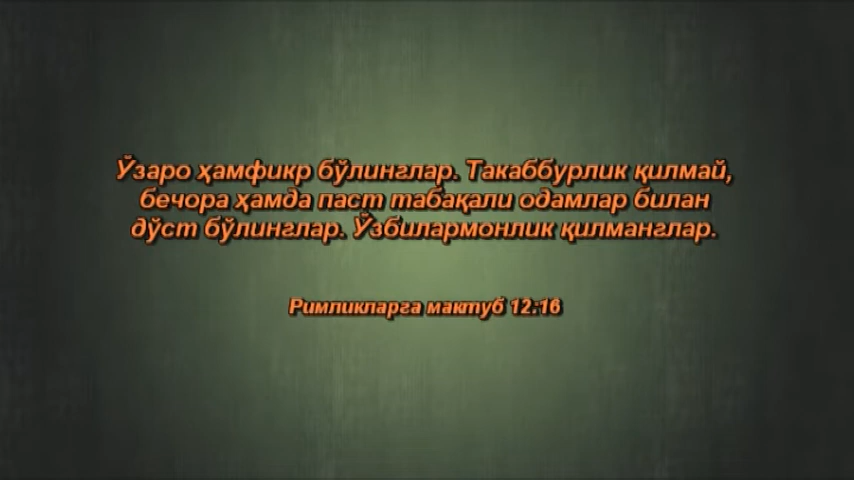 Ўзаро ҳамфикр бўлинглар. Такаббурлик қилмай,
бечора ҳамда паст табақали одамлар билан
дўст бўлинглар. Ўзбилармонлик қилманглар.
Римликларга мактуб 12:16